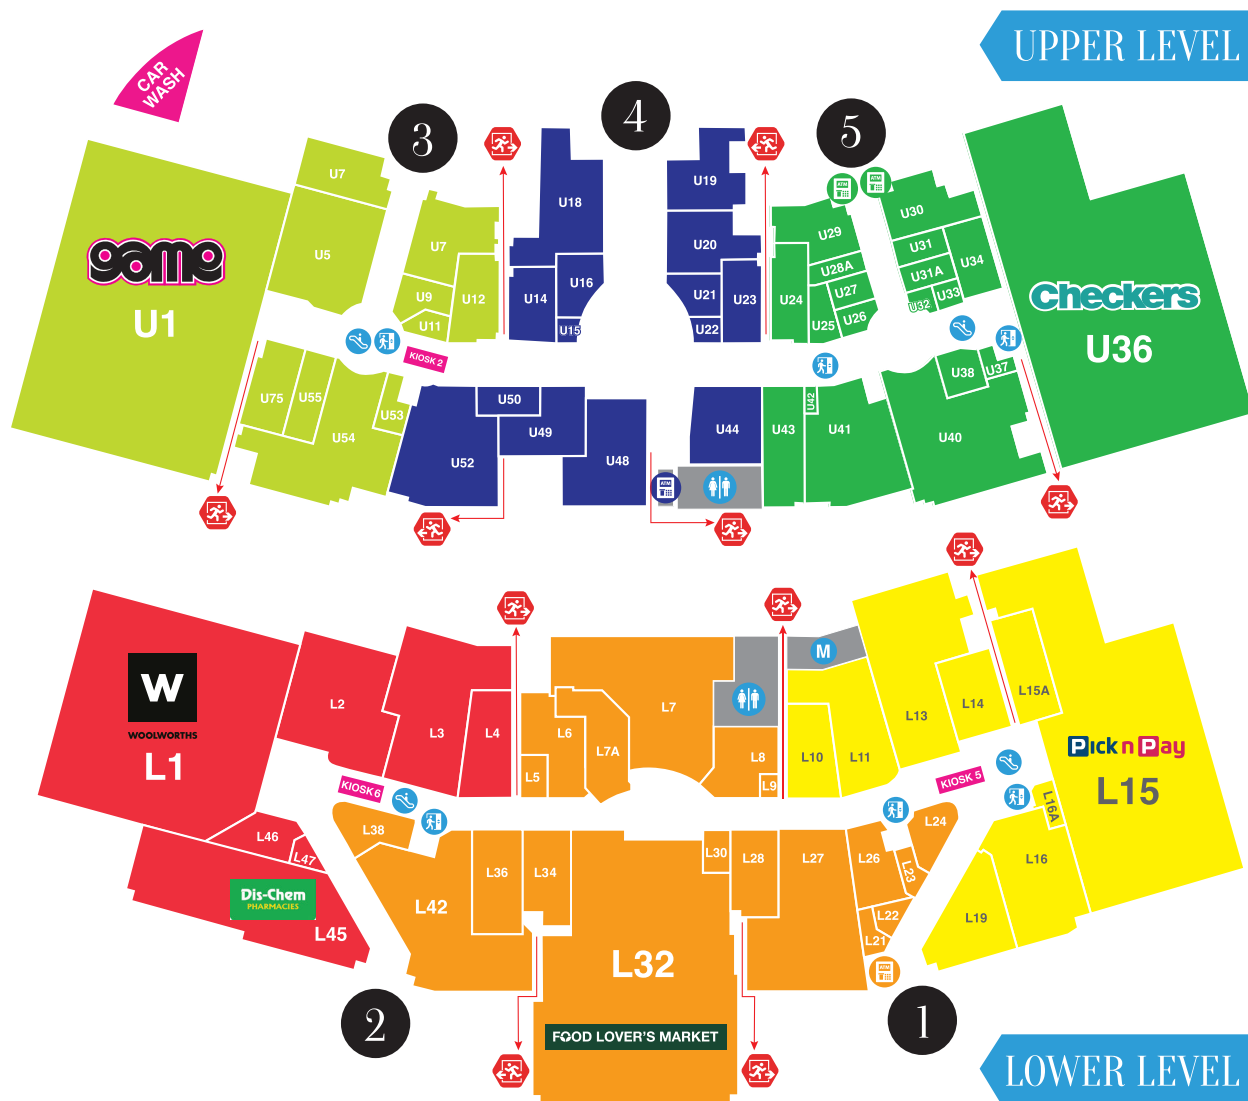 UPPER LEVEL
CAR
WASH
3
4
5
U7
U18
U19
ATM
ATM
U30
U5
game
U1
U7
U9
U11
U12
U14
U16
U15
U20
U21
U22
U23
U24
U29
U28A
U27
U25
U26
U31
U31A
U32
U33
U34
Checkers
U36
KIOSK 2
U75
U55
U54
U53
U52
U50
U49
U48
U44
U43
U42
U41
U38
U37
U40
ATM
W
WOOLWORTHS
L1
L2
L3
L4
L5
L6
L7A
L7
L8
L9
M
L10
L11
L13
L14
L15A
Pick n Pay
L15
KIOSK 6
KIOSK 5
L46
L47
Dis-Chem
PHARMACIES
L45
L38
L42
L36
L34
L30
L28
L27
L26
L24
L23
L22
L21
ATM
L16A
L16
L19
L32
FOOD LOVER'S MARKET
2
1
LOWER LEVEL